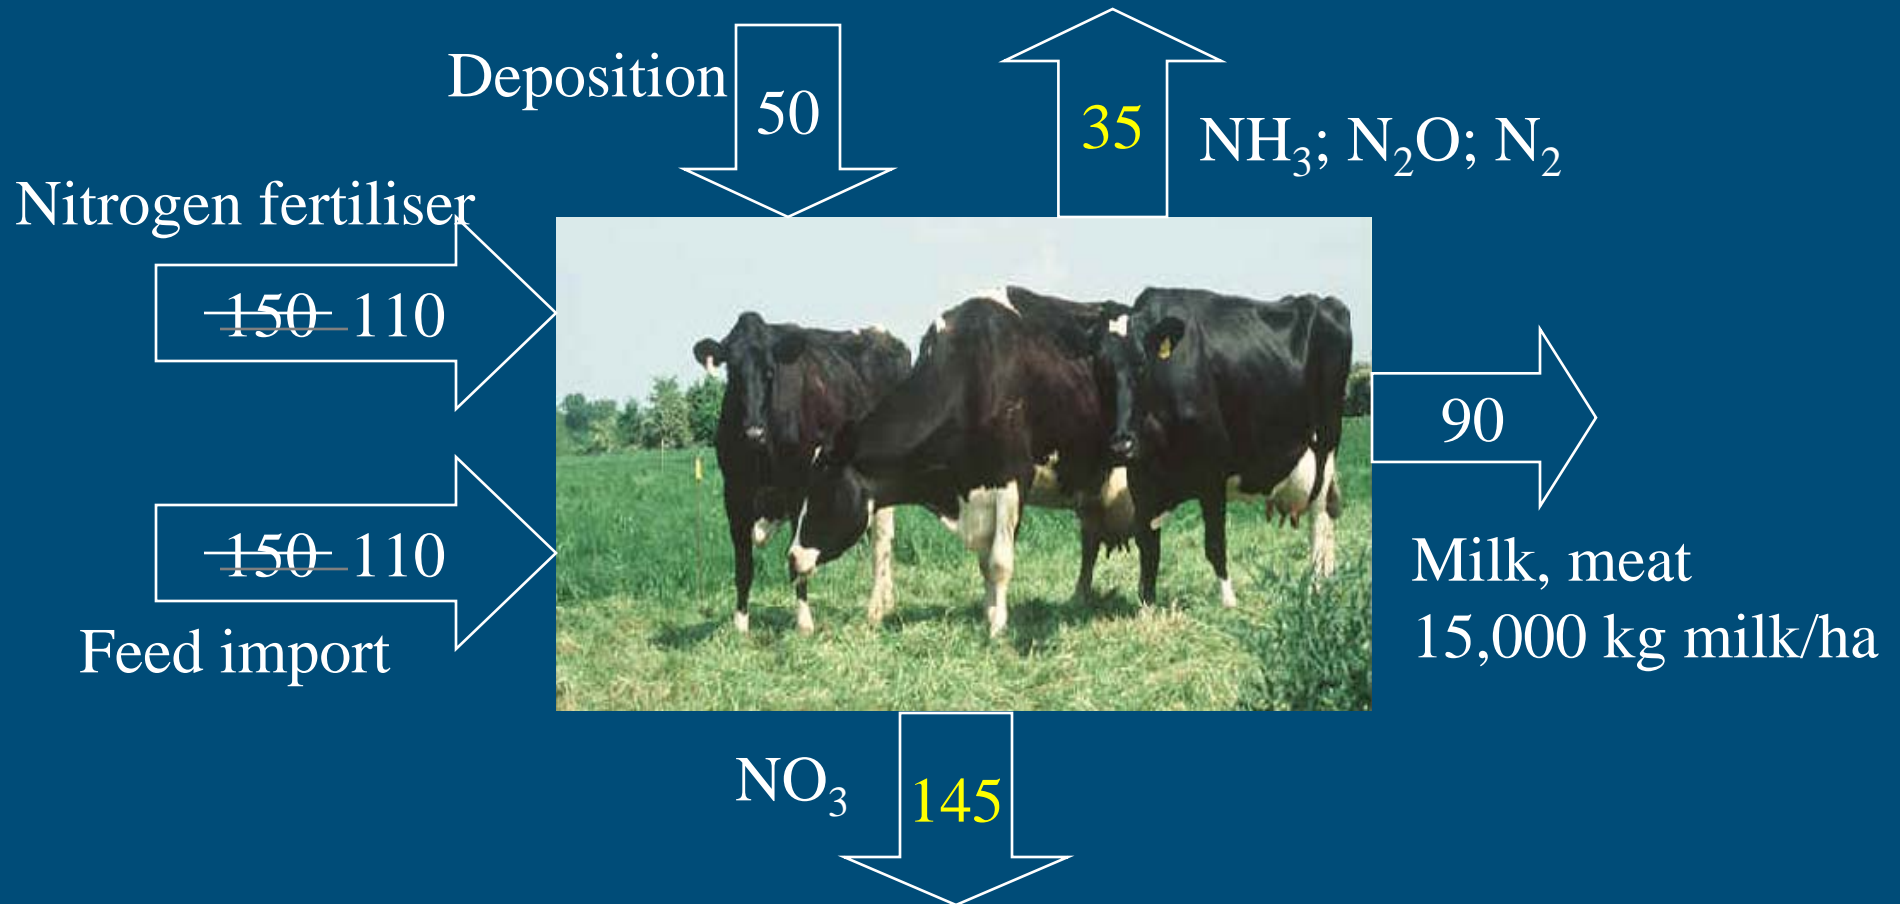 Deposition
50
35
NH₃; N₂O; N₂
Nitrogen fertiliser
150 110
90
150 110
Milk, meat
15,000 kg milk/ha
Feed import
NO₃
145